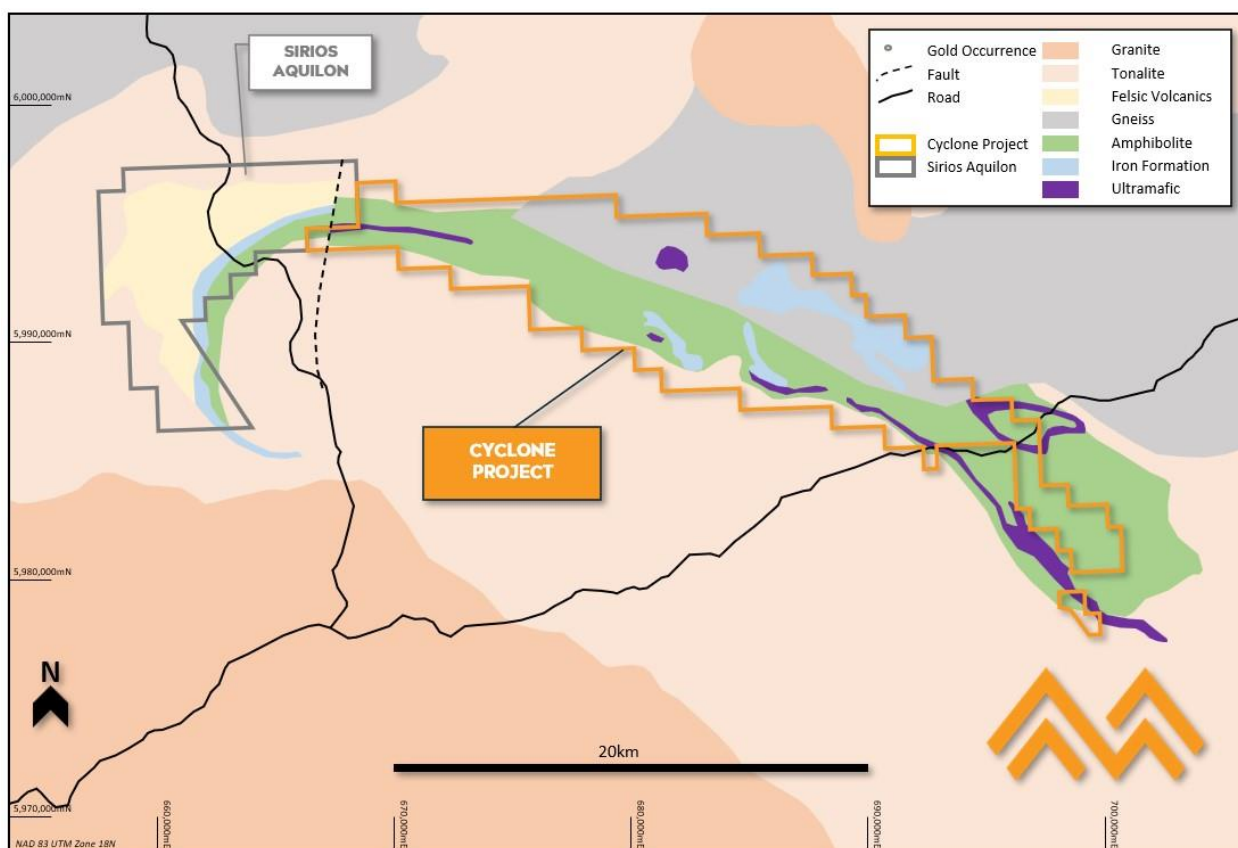 SIRIOS
AQUILON
Gold Occurrence
Fault
Road
Cyclone Project
Sirios Aquilon
Granite
Tonalite
Felsic Volcanics
Gneiss
Amphibolite
Iron Formation
Ultramafic
6,000,000mN
5,990,000mN
CYCLONE
PROJECT
5,980,000mN
N
20km
5,970,000mN
660,000mE
670,000mE
680,000mE
690,000mE
700,000mE
NAD 83 UTM Zone 18N